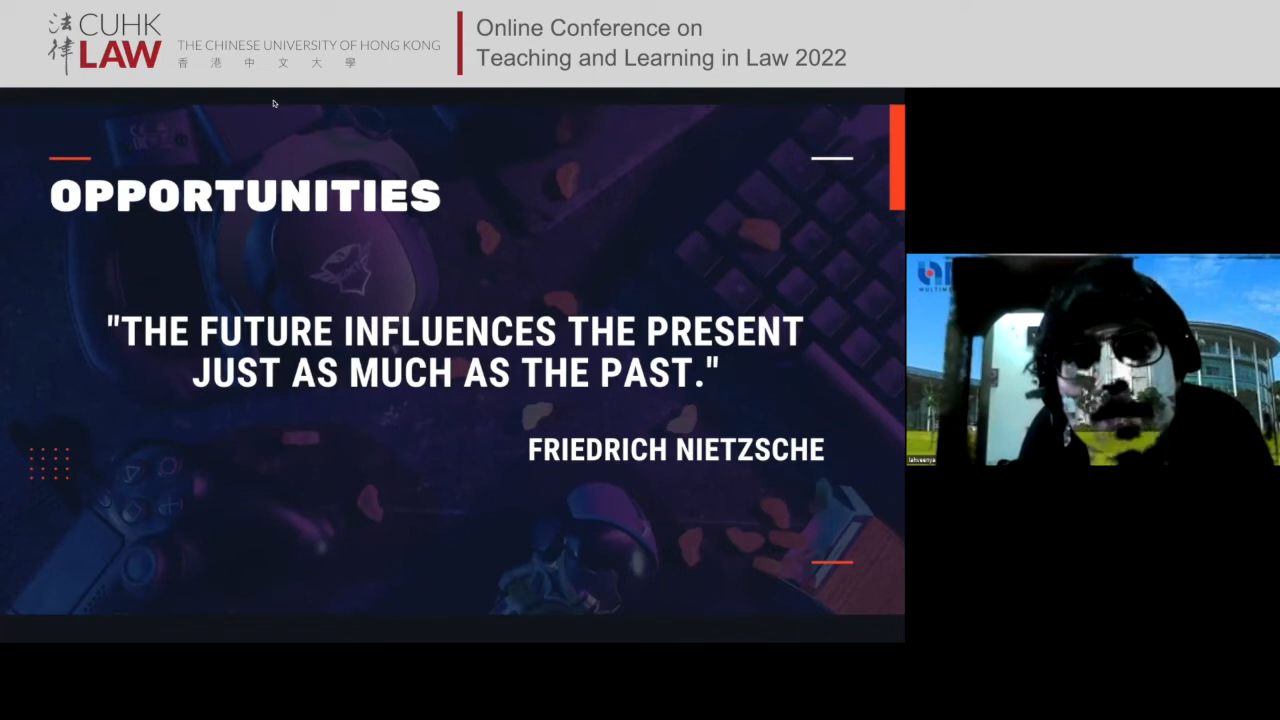 法律
CUHK
LAW
THE CHINESE UNIVERSITY OF HONG KONG
香港中文大學
Online Conference on
Teaching and Learning in Law 2022
OPPORTUNITIES
"THE FUTURE INFLUENCES THE PRESENT
JUST AS MUCH AS THE PAST."
FRIEDRICH NIETZSCHE